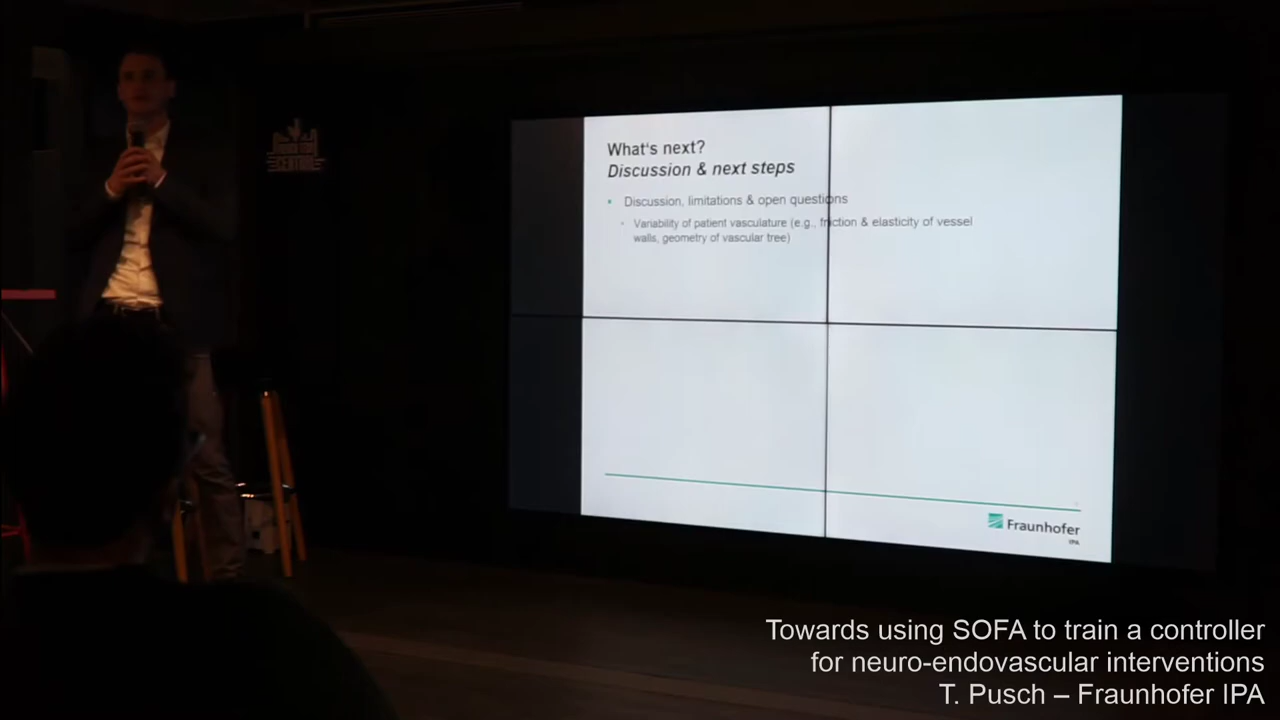 What's next?
Discussion & next steps
Discussion, limitations & open questions
Variability of patient vasculature (e.g., friction & elasticity of vessel
walls, geometry of vascular tree)
Fraunhofer
IPA
Towards using SOFA to train a controller
for neuro-endovascular interventions
T. Pusch – Fraunhofer IPA